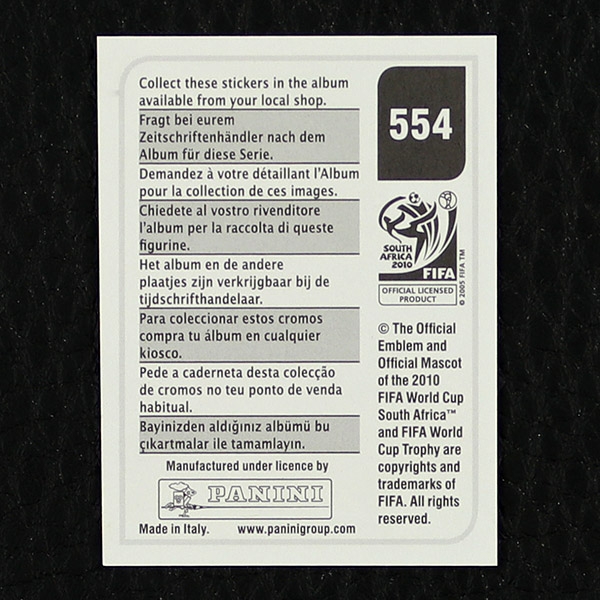 Collect these stickers in the album
available from your local shop.
Fragt bei eurem
Zeitschriftenhändler nach dem
Album für diese Serie.
Demandez à votre détaillant l'Album
pour la collection de ces images.
Chiedete al vostro rivenditore
l'album per la raccolta di queste
figurine.
Het album en de andere
plaatjes zijn verkrijgbaar bij de
tijdschrifthandelaar.
Para coleccionar estos cromos
compra tu álbum en cualquier
kiosco.
Pede a caderneta desta colecção
de cromos no teu ponto de venda
habitual.
Bayinizden aldığınız albümü bu
çıkartmalar ile tamamlayın.
Manufactured under licence by
PANINI
Made in Italy. www.paninigroup.com
554
SOUTH
AFRICA
2010
FIFA
© 2005 FIFA TM
OFFICIAL LICENSED
PRODUCT
© The Official
Emblem and
Official Mascot
of the 2010
FIFA World Cup
South Africa™
and FIFA World
Cup Trophy are
copyrights and
trademarks of
FIFA. All rights
reserved.